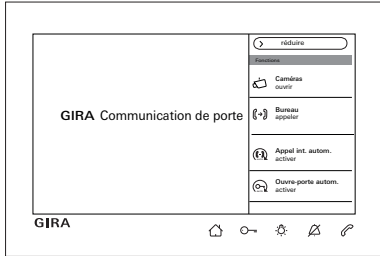 réduire
Fonctions
Caméras
ouvrir
GIRA Communication de porte
Bureau
appeler
Appel int. autom.
activer
Ouvre-porte autom.
activer
GIRA